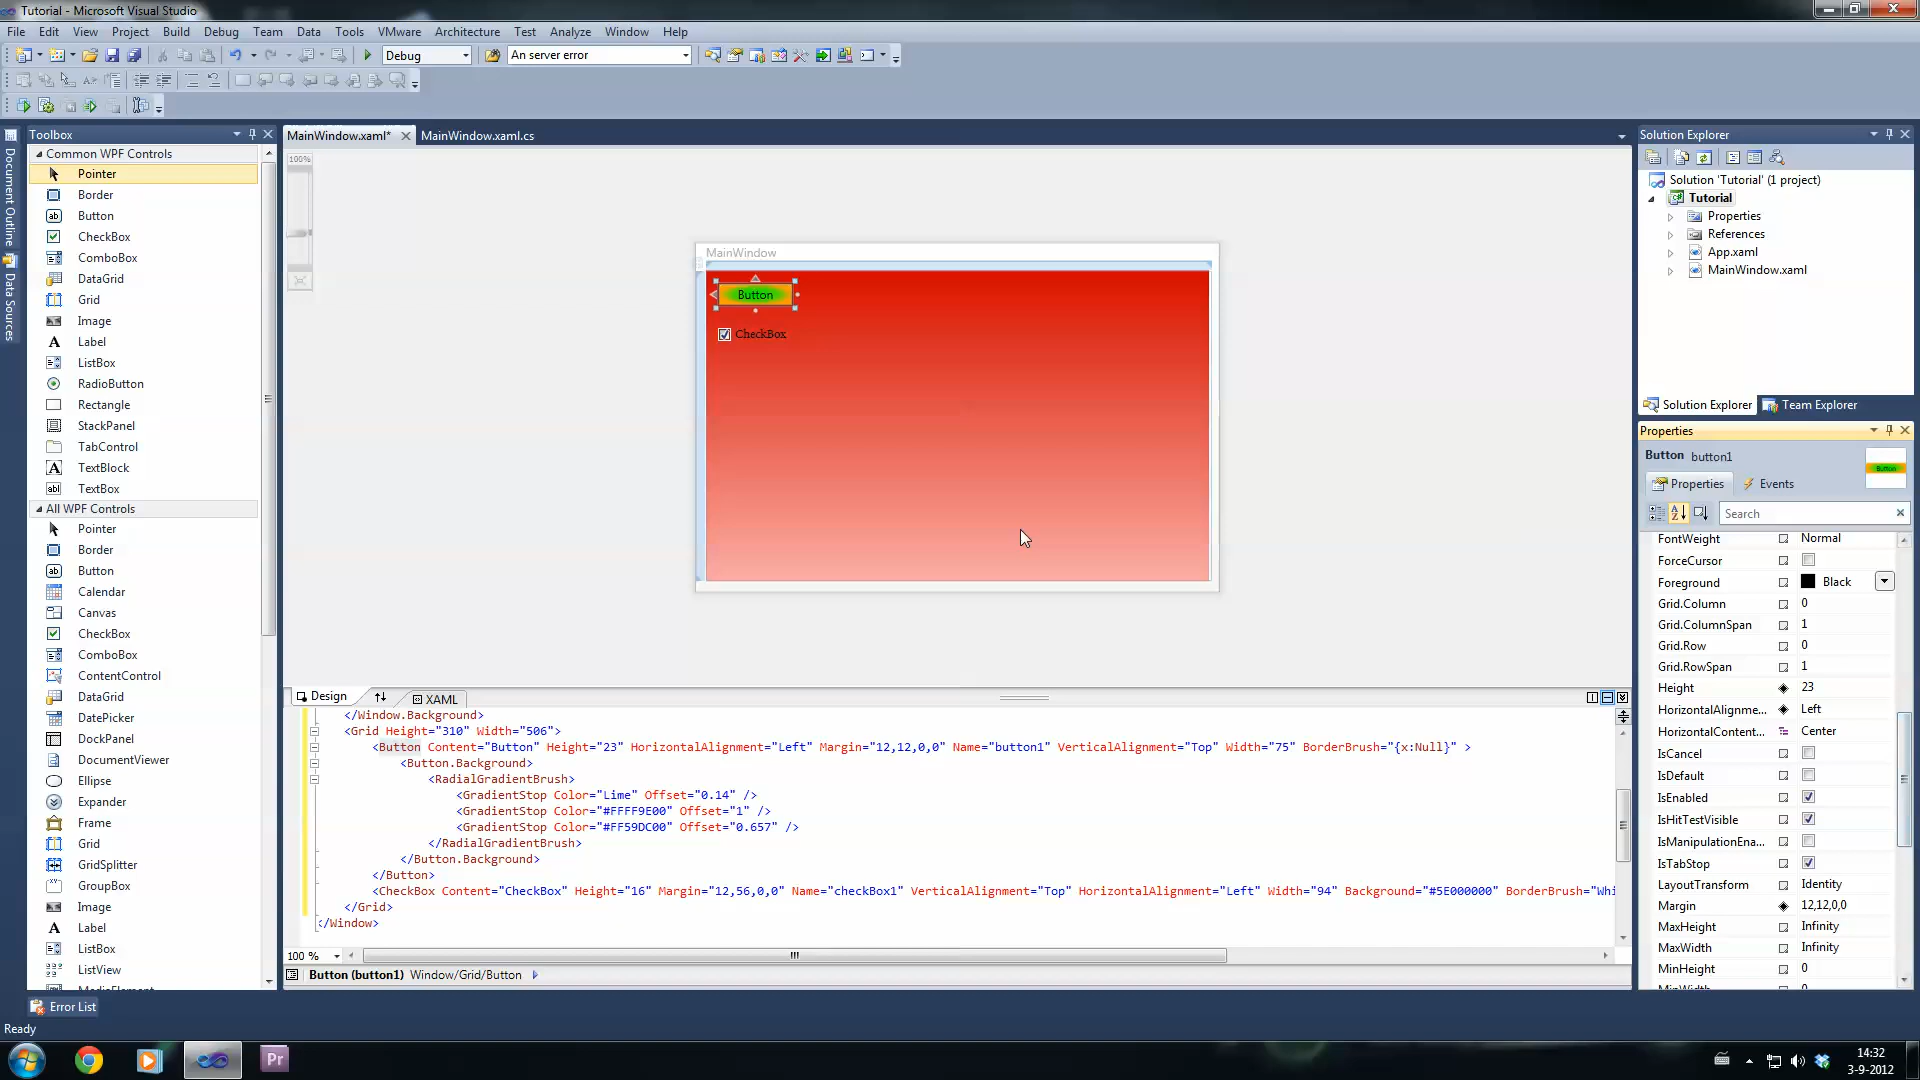 Tutorial - Microsoft Visual Studio
File Edit View Project Build Debug Team Data Tools VMware Architecture Test Analyze Window Help
Debug An server error
Document Outline
Data Sources
Toolbox
Common WPF Controls
Pointer
Border
Button
CheckBox
ComboBox
DataGrid
Grid
Image
Label
ListBox
RadioButton
Rectangle
StackPanel
TabControl
TextBlock
TextBox
All WPF Controls
Pointer
Border
Button
Calendar
Canvas
CheckBox
ComboBox
ContentControl
DataGrid
DatePicker
DockPanel
DocumentViewer
Ellipse
Expander
Frame
Grid
GridSplitter
GroupBox
Image
Label
ListBox
ListView
MainWindow.xaml* MainWindow.xaml.cs
100%
MainWindow
Button
CheckBox
Design XAML
</Window.Background>
<Grid Height="310" Width="506">
<Button Content="Button" Height="23" HorizontalAlignment="Left" Margin="12,12,0,0" Name="button1" VerticalAlignment="Top" Width="75" BorderBrush="{x:Null}" >
<Button.Background>
<RadialGradientBrush>
<GradientStop Color="Lime" Offset="0.14" />
<GradientStop Color="#FFFF9E00" Offset="1" />
<GradientStop Color="#FF59DC00" Offset="0.657" />
</RadialGradientBrush>
</Button.Background>
</Button>
<CheckBox Content="CheckBox" Height="16" Margin="12,56,0,0" Name="checkBox1" VerticalAlignment="Top" HorizontalAlignment="Left" Width="94" Background="#5E000000" BorderBrush="Whi
</Grid>
</Window>
100 %
Button (button1) Window/Grid/Button
Solution Explorer
Solution 'Tutorial' (1 project)
Tutorial
Properties
References
App.xaml
MainWindow.xaml
Solution Explorer Team Explorer
Properties
Button button1
Button
Properties Events
Search
FontWeight Normal
ForceCursor
Foreground Black
Grid.Column 0
Grid.ColumnSpan 1
Grid.Row 0
Grid.RowSpan 1
Height 23
HorizontalAlignme... Left
HorizontalContent... Center
IsCancel
IsDefault
IsEnabled
IsHitTestVisible
IsManipulationEna...
IsTabStop
LayoutTransform Identity
Margin 12,12,0,0
MaxHeight Infinity
MaxWidth Infinity
MinHeight 0
Error List
Ready
Pr
14:32
3-9-2012